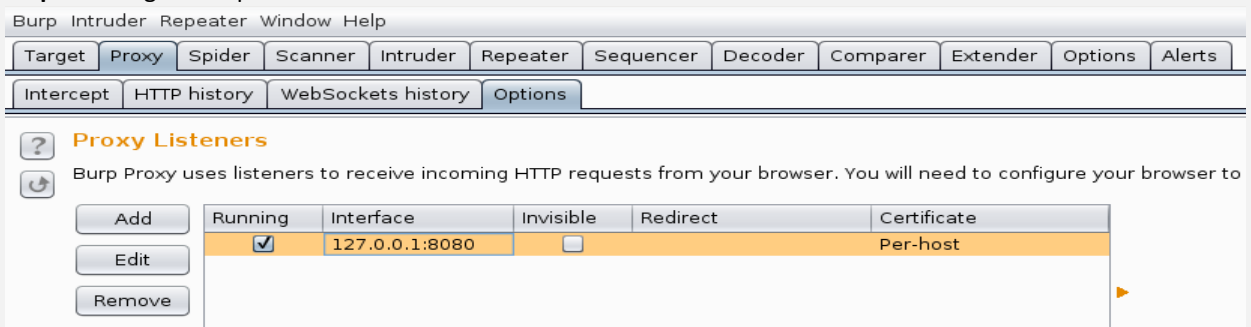 Burp Intruder Repeater Window Help
Target Proxy Spider Scanner Intruder Repeater Sequencer Decoder Comparer Extender Options Alerts
Intercept HTTP history WebSockets history Options
? Proxy Listeners
Burp Proxy uses listeners to receive incoming HTTP requests from your browser. You will need to configure your browser to
Add Running Interface Invisible Redirect Certificate
127.0.0.1:8080 Per-host
Edit
Remove